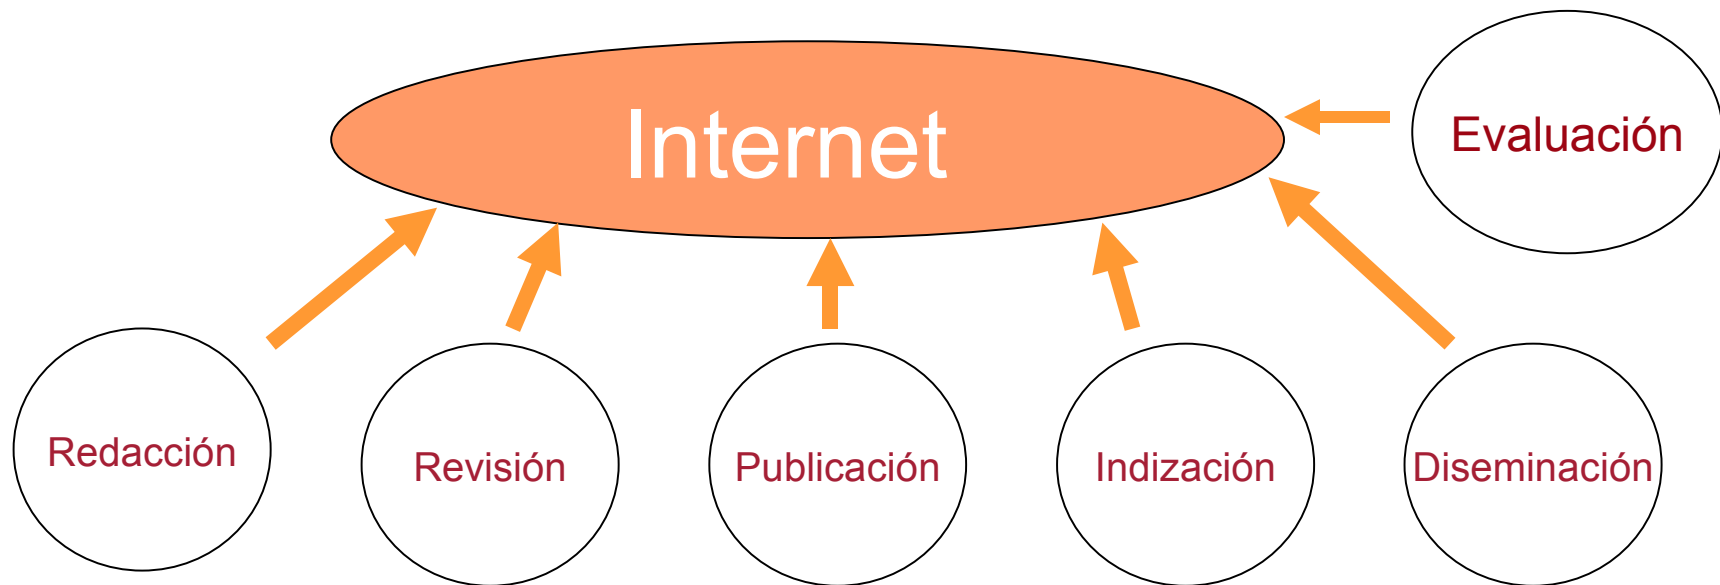 Internet
Evaluación
Redacción
Revisión
Publicación
Indización
Diseminación